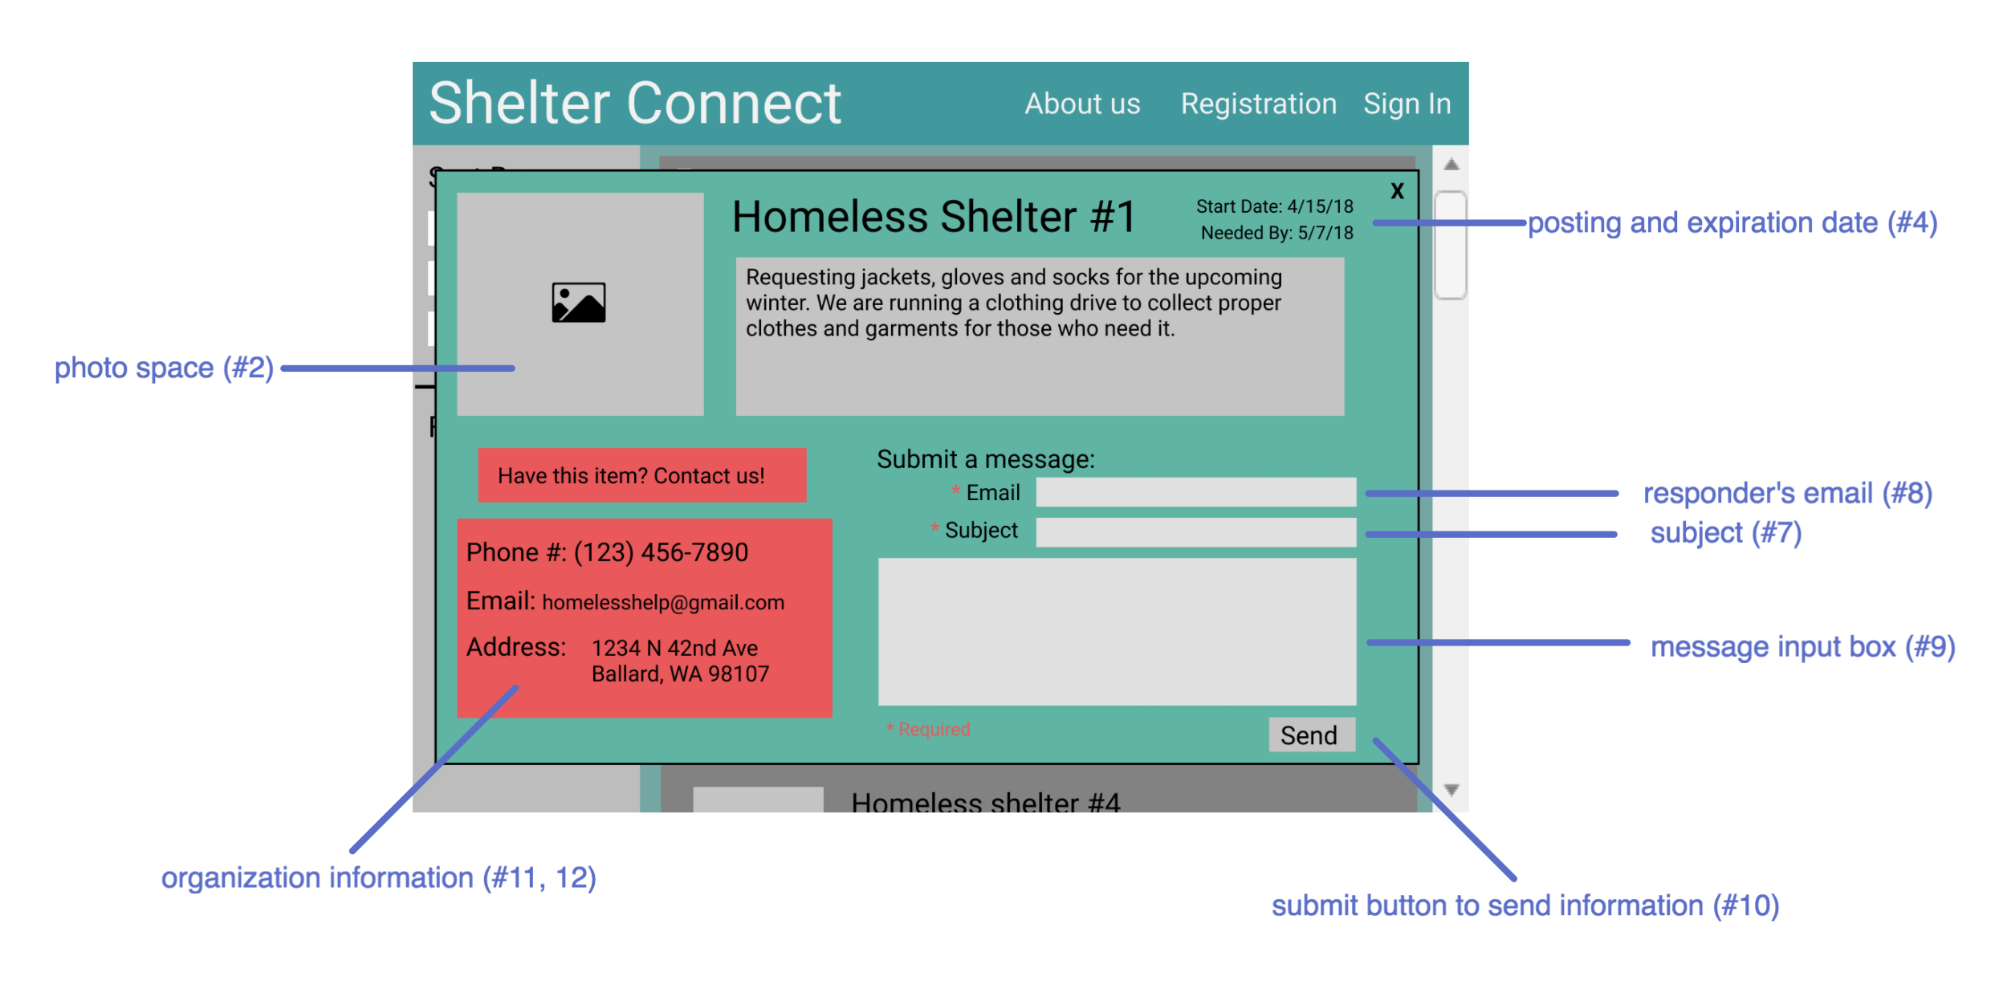 Shelter Connect
About us
Registration
Sign In
Homeless Shelter #1
Start Date: 4/15/18
Needed By: 5/7/18
X
posting and expiration date (#4)
Requesting jackets, gloves and socks for the upcoming
winter. We are running a clothing drive to collect proper
clothes and garments for those who need it.
photo space (#2)
Have this item? Contact us!
Phone #: (123) 456-7890
Email: homelesshelp@gmail.com
Address: 1234 N 42nd Ave
Ballard, WA 98107
Submit a message:
* Email
responder's email (#8)
* Subject
subject (#7)
message input box (#9)
* Required
Send
Homeless shelter #4
organization information (#11, 12)
submit button to send information (#10)